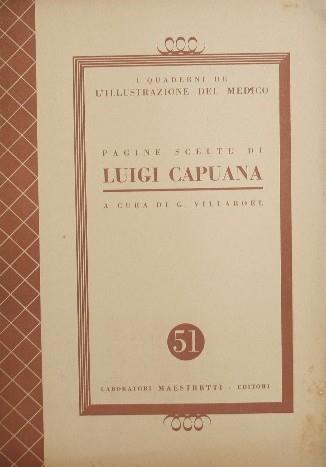 I QUADERNI DE
L'ILLUSTRAZIONE DEL MEDICO
PAGINE SCELTE DI
LUIGI CAPUANA
A CURA DI G. VILLAROEL
51
LABORATORI MAESTRETTI - EDITORI